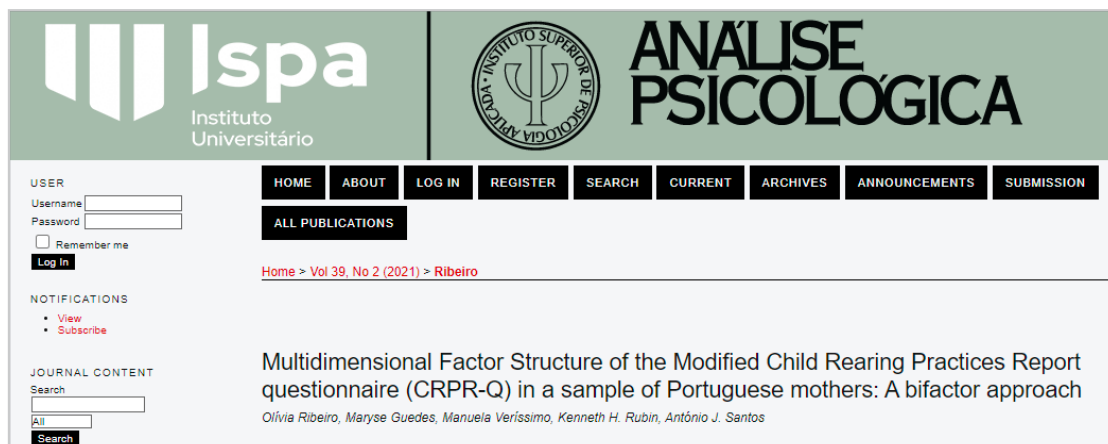 Ispa
Instituto
Universitário
INSTITUTO SUPERIOR DE PSICOLOGIA APLICADA
ANÁLISE
PSICOLÓGICA
USER
Username
Password
Remember me
Log In
NOTIFICATIONS
View
Subscribe
JOURNAL CONTENT
Search
All
Search
HOME ABOUT LOG IN REGISTER SEARCH CURRENT ARCHIVES ANNOUNCEMENTS SUBMISSION
ALL PUBLICATIONS
Home > Vol 39, No 2 (2021) > Ribeiro
Multidimensional Factor Structure of the Modified Child Rearing Practices Report
questionnaire (CRPR-Q) in a sample of Portuguese mothers: A bifactor approach
Olívia Ribeiro, Maryse Guedes, Manuela Veríssimo, Kenneth H. Rubin, António J. Santos